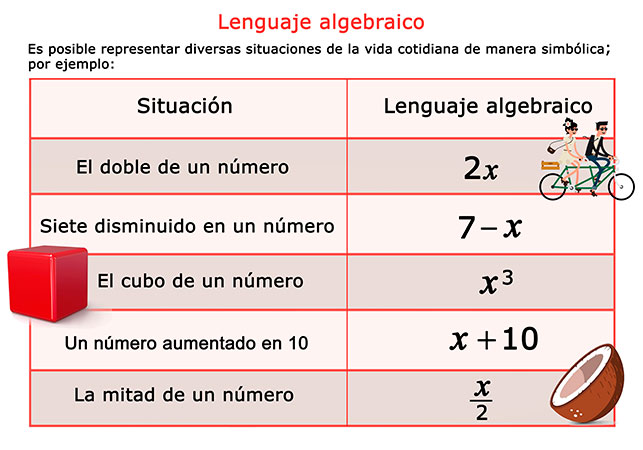 Lenguaje algebraico
Es posible representar diversas situaciones de la vida cotidiana de manera simbólica;
por ejemplo:
Situación Lenguaje algebraico
El doble de un número 2x
Siete disminuido en un número 7 − x
El cubo de un número x³
Un número aumentado en 10 x + 10
La mitad de un número x/2